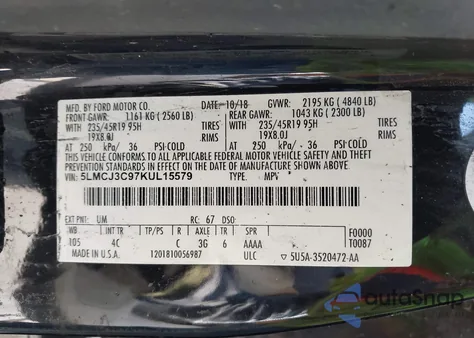 MFD. BY FORD MOTOR CO.
DATE: 10/18 GVWR: 2195 KG ( 4840 LB)
FRONT GAWR: 1161 KG ( 2560 LB) REAR GAWR: 1043 KG ( 2300 LB)
WITH 235/45R19 95H TIRES WITH 235/45R19 95H TIRES
19X8.0J RIMS 19X8.0J RIMS
AT 250 kPa/ 36 PSI COLD AT 250 kPa/ 36 PSI COLD
THIS VEHICLE CONFORMS TO ALL APPLICABLE FEDERAL MOTOR VEHICLE
SAFETY AND THEFT PREVENTION STANDARDS IN EFFECT ON THE DATE OF
MANUFACTURE SHOWN ABOVE.
VIN: 5LMCJ3C97KUL15579 TYPE: MPV
EXT PNT: UM RC: 67 DSO:
WB INT TR TP/PS R AXLE TR SPR F0000
105 4C C 3G 6 AAAA T0087
MADE IN U.S.A. 1201810056987 ULC ▽ 5U5A-3520472-AA
autoSnap